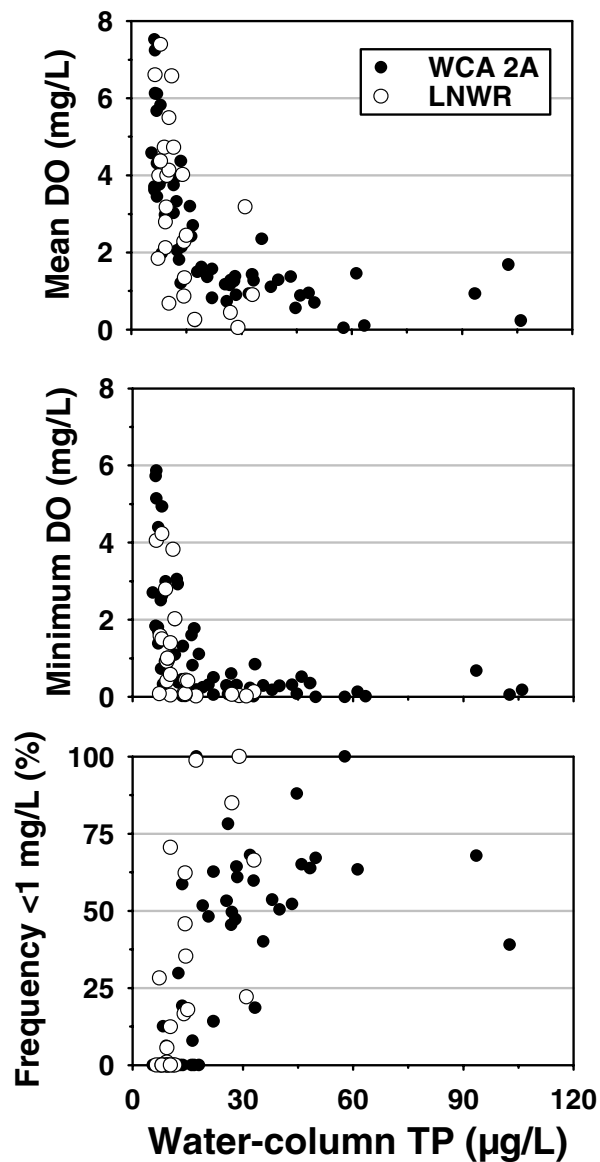 8
6
4
2
0
Mean DO (mg/L)
WCA 2A
LNWR
8
6
4
2
0
Minimum DO (mg/L)
100
75
50
25
0
Frequency <1 mg/L (%)
0 30 60 90 120
Water-column TP (µg/L)